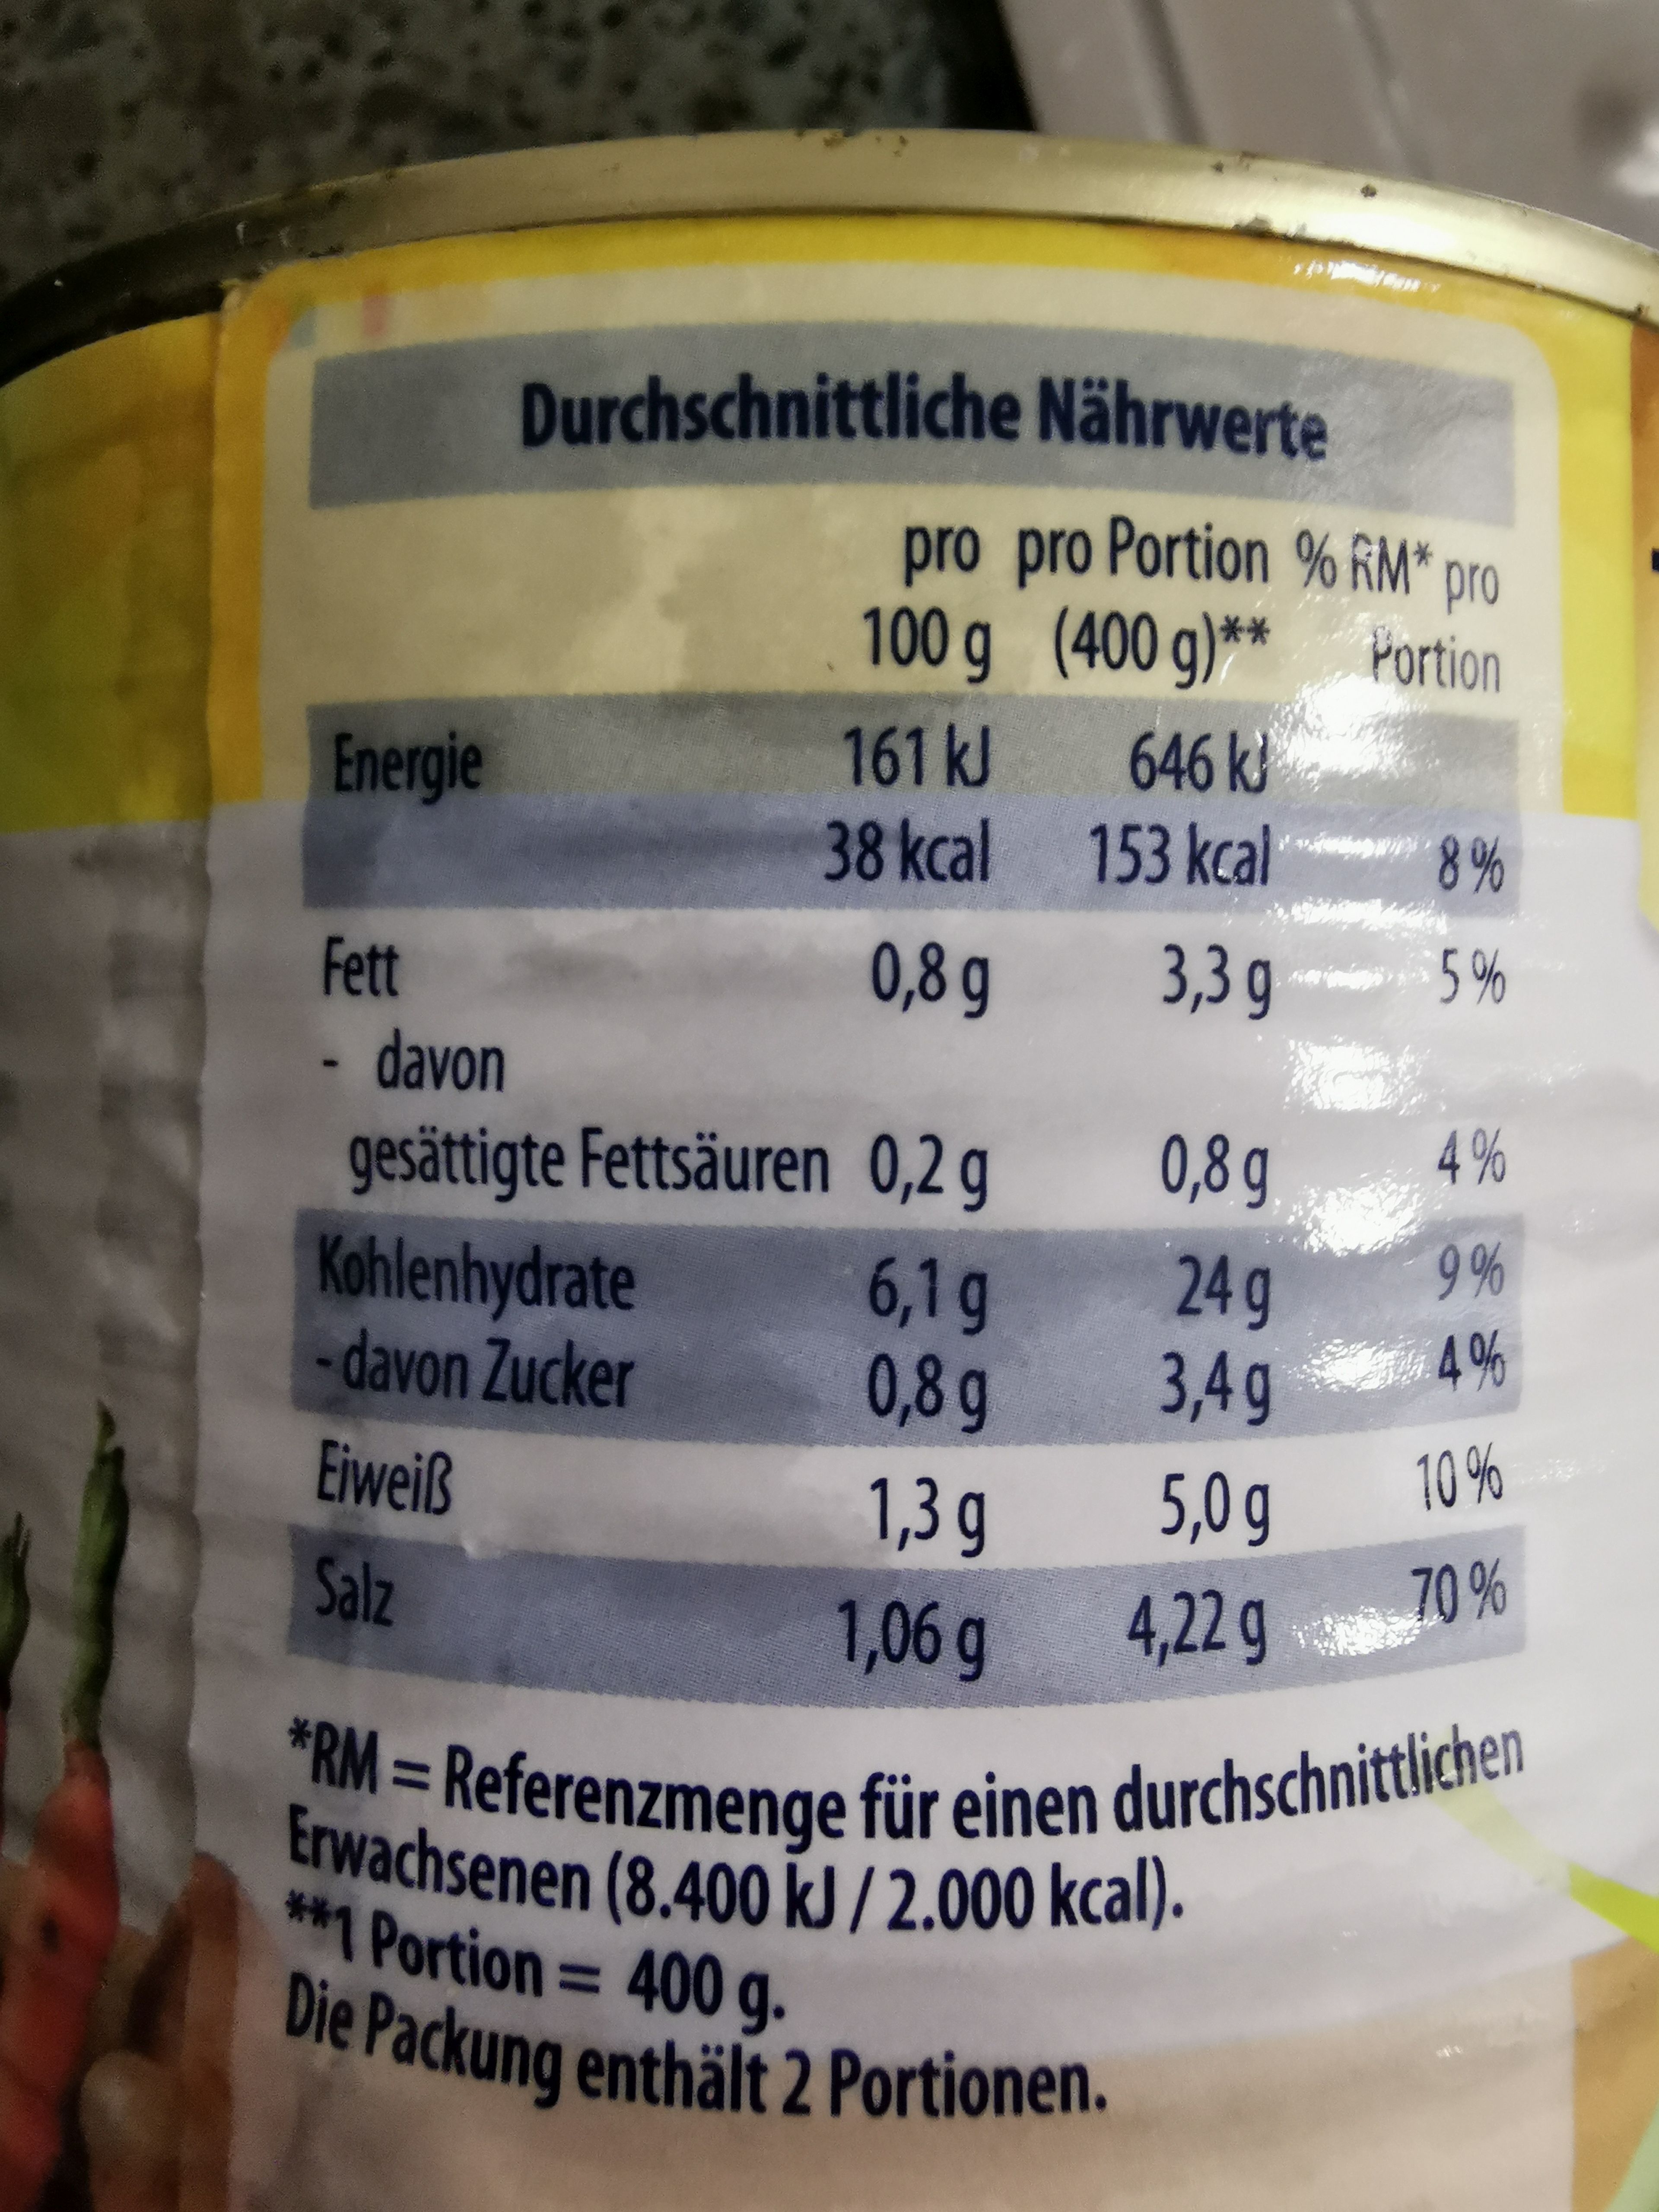 Durchschnittliche Nährwerte
pro pro Portion % RM* pro
100 g (400 g)** Portion
Energie 161 kJ 646 kJ
38 kcal 153 kcal 8 %
Fett 0,8 g 3,3 g 5 %
- davon
gesättigte Fettsäuren 0,2 g 0,8 g 4 %
Kohlenhydrate 6,1 g 24 g 9 %
- davon Zucker 0,8 g 3,4 g 4 %
Eiweiß 1,3 g 5,0 g 10 %
Salz 1,06 g 4,22 g 70 %
*RM = Referenzmenge für einen durchschnittlichen
Erwachsenen (8.400 kJ / 2.000 kcal).
**1 Portion = 400 g.
Die Packung enthält 2 Portionen.